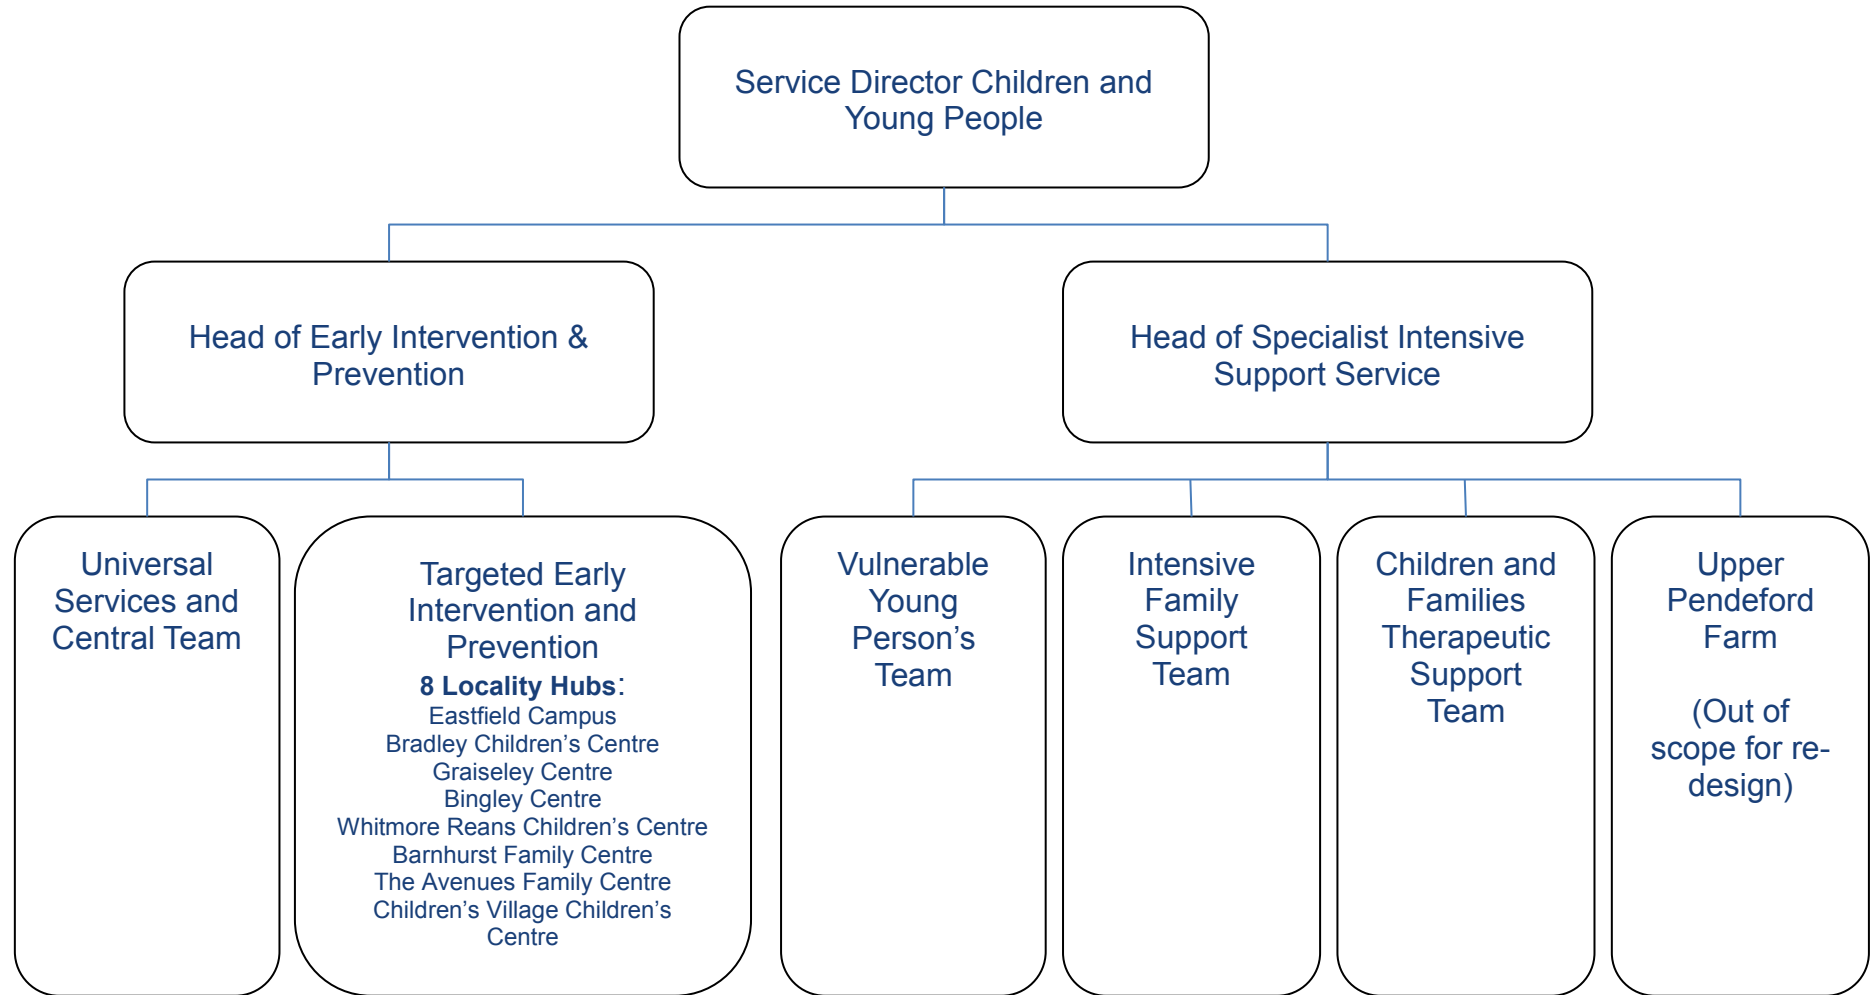 Service Director Children and
Young People
Head of Early Intervention &
Prevention
Head of Specialist Intensive
Support Service
Universal
Services and
Central Team
Targeted Early
Intervention and
Prevention
8 Locality Hubs:
Eastfield Campus
Bradley Children’s Centre
Graiseley Centre
Bingley Centre
Whitmore Reans Children’s Centre
Barnhurst Family Centre
The Avenues Family Centre
Children’s Village Children’s
Centre
Vulnerable
Young
Person’s
Team
Intensive
Family
Support
Team
Children and
Families
Therapeutic
Support
Team
Upper
Pendeford
Farm
(Out of
scope for re-
design)